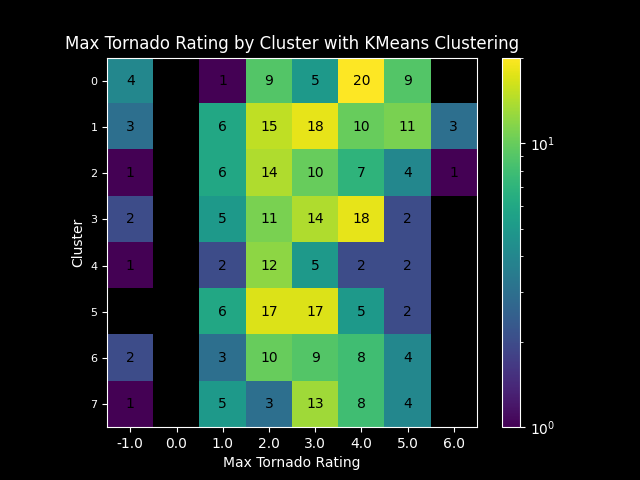 Max Tornado Rating by Cluster with KMeans Clustering
0 4 1 9 5 20 9
1 3 6 15 18 10 11 3
2 1 6 14 10 7 4 1
3 2 5 11 14 18 2
4 1 2 12 5 2 2
5 6 17 17 5 2
6 2 3 10 9 8 4
7 1 5 3 13 8 4
-1.0 0.0 1.0 2.0 3.0 4.0 5.0 6.0
Max Tornado Rating
Cluster
10¹
10⁰